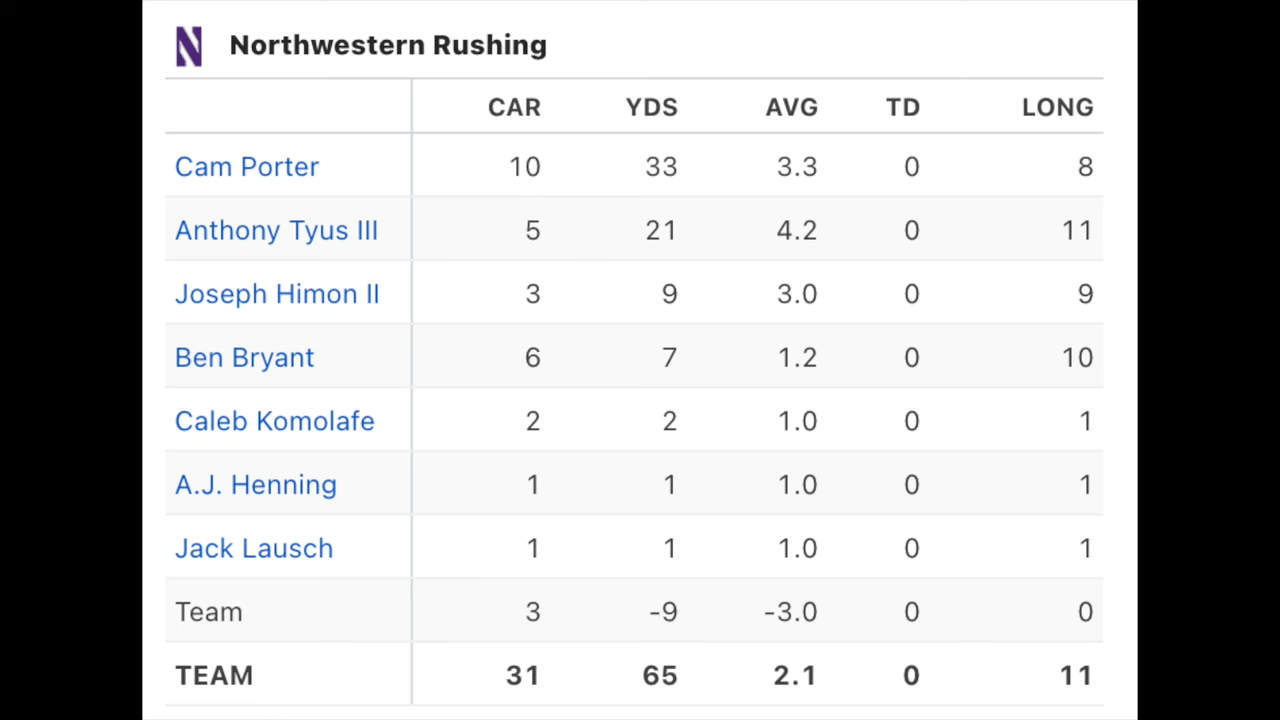 Northwestern Rushing
CAR YDS AVG TD LONG
Cam Porter 10 33 3.3 0 8
Anthony Tyus III 5 21 4.2 0 11
Joseph Himon II 3 9 3.0 0 9
Ben Bryant 6 7 1.2 0 10
Caleb Komolafe 2 2 1.0 0 1
A.J. Henning 1 1 1.0 0 1
Jack Lausch 1 1 1.0 0 1
Team 3 -9 -3.0 0 0
TEAM 31 65 2.1 0 11